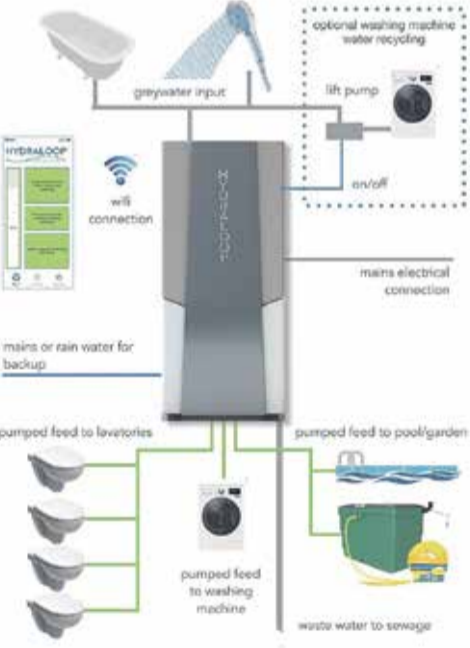 optional washing machine
water recycling
greywater input
lift pump
HYDRALOOP
wifi
connection
on/off
HYDRALOOP
mains electrical
connection
mains or rain water for
backup
pumped feed to lavatories
pumped feed to pool/garden
pumped feed
to washing
machine
waste water to sewage